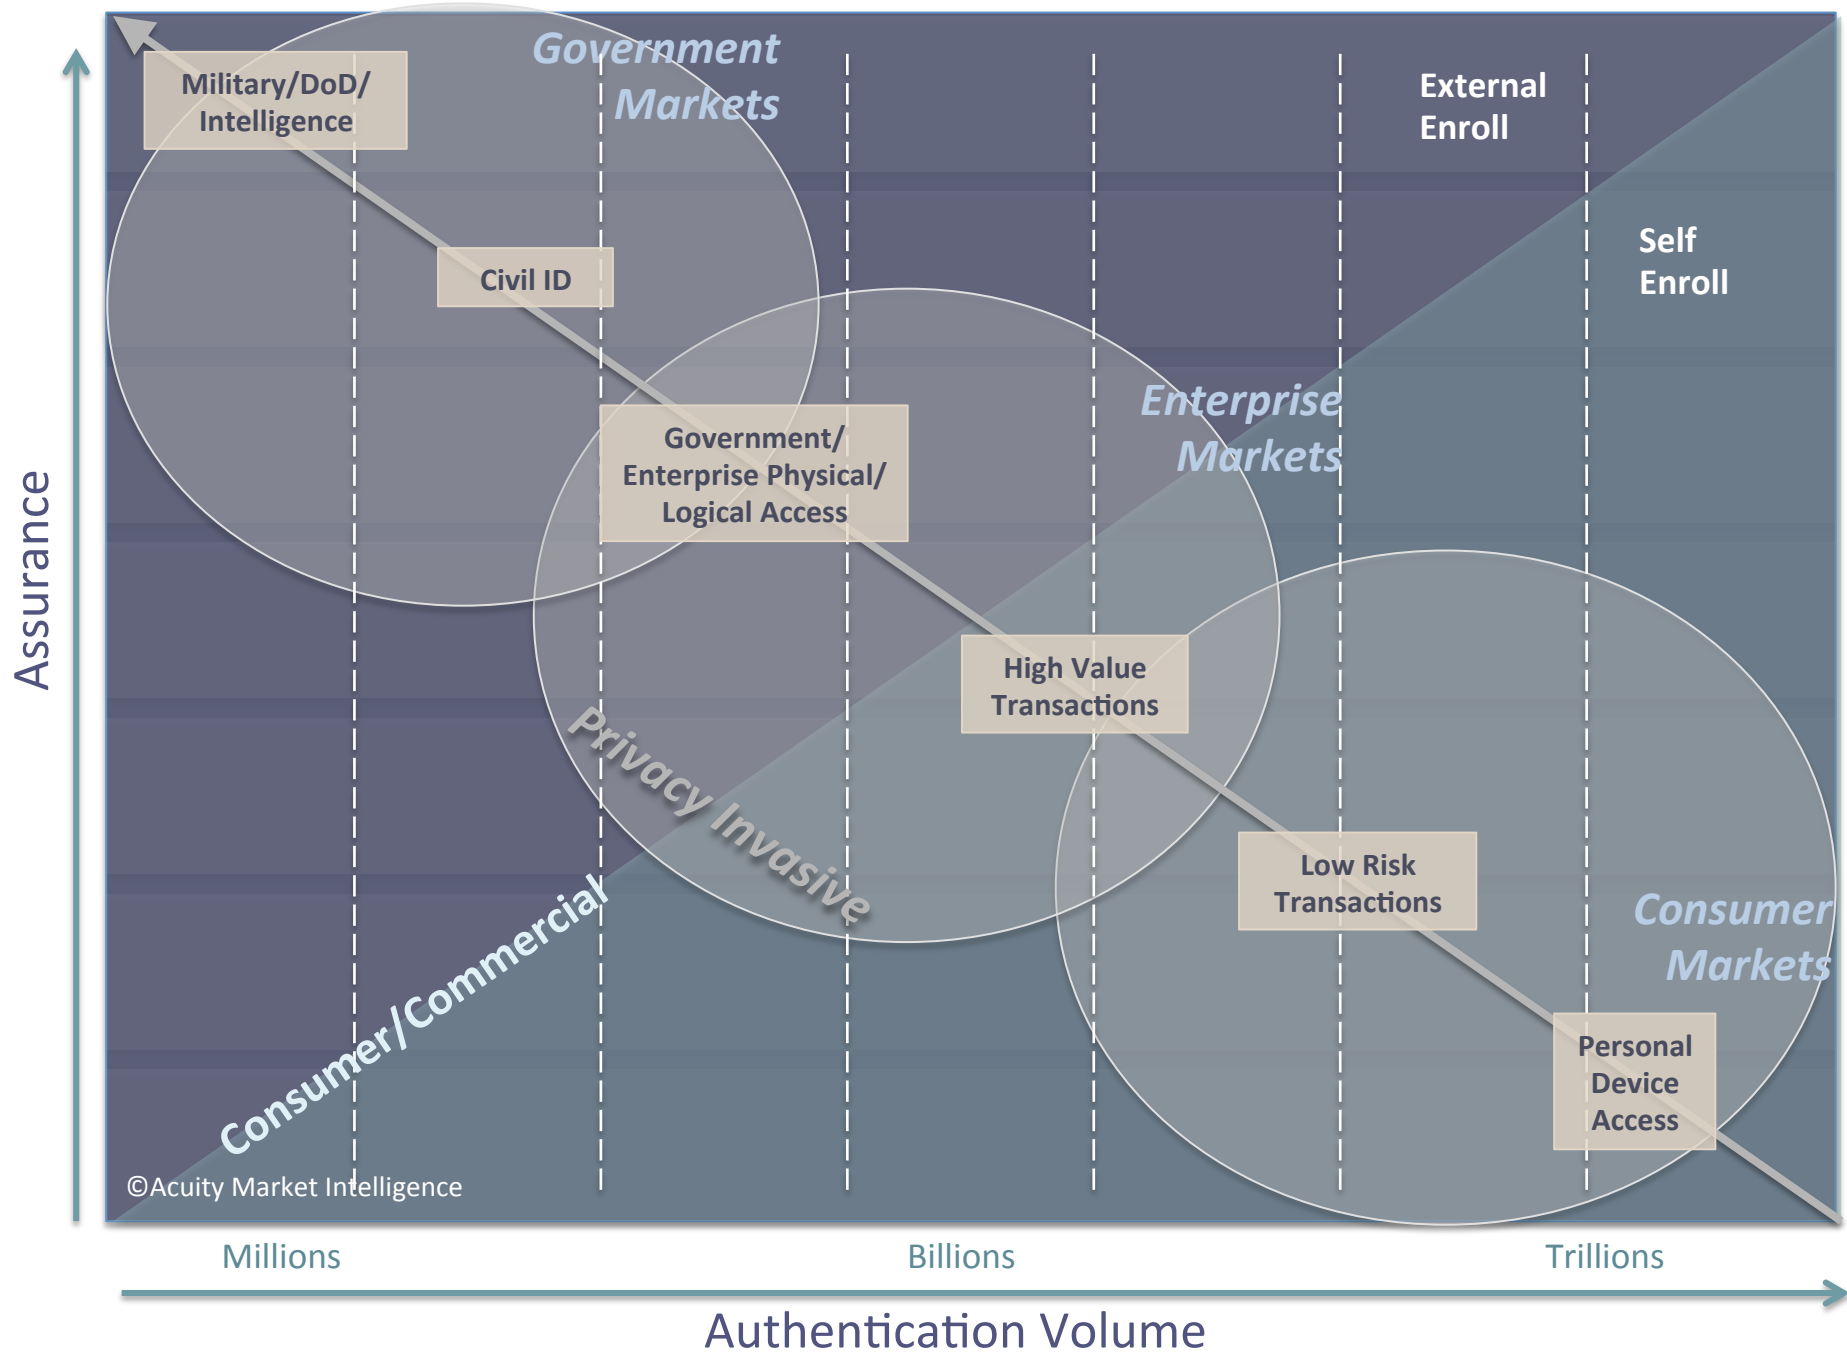 Government
Markets
Military/DoD/
Intelligence
External
Enroll
Self
Enroll
Civil ID
Enterprise
Markets
Government/
Enterprise Physical/
Logical Access
Assurance
High Value
Transactions
Privacy Invasive
Low Risk
Transactions
Consumer
Markets
Consumer/Commercial
Personal
Device
Access
©Acuity Market Intelligence
Millions
Billions
Trillions
Authentication Volume